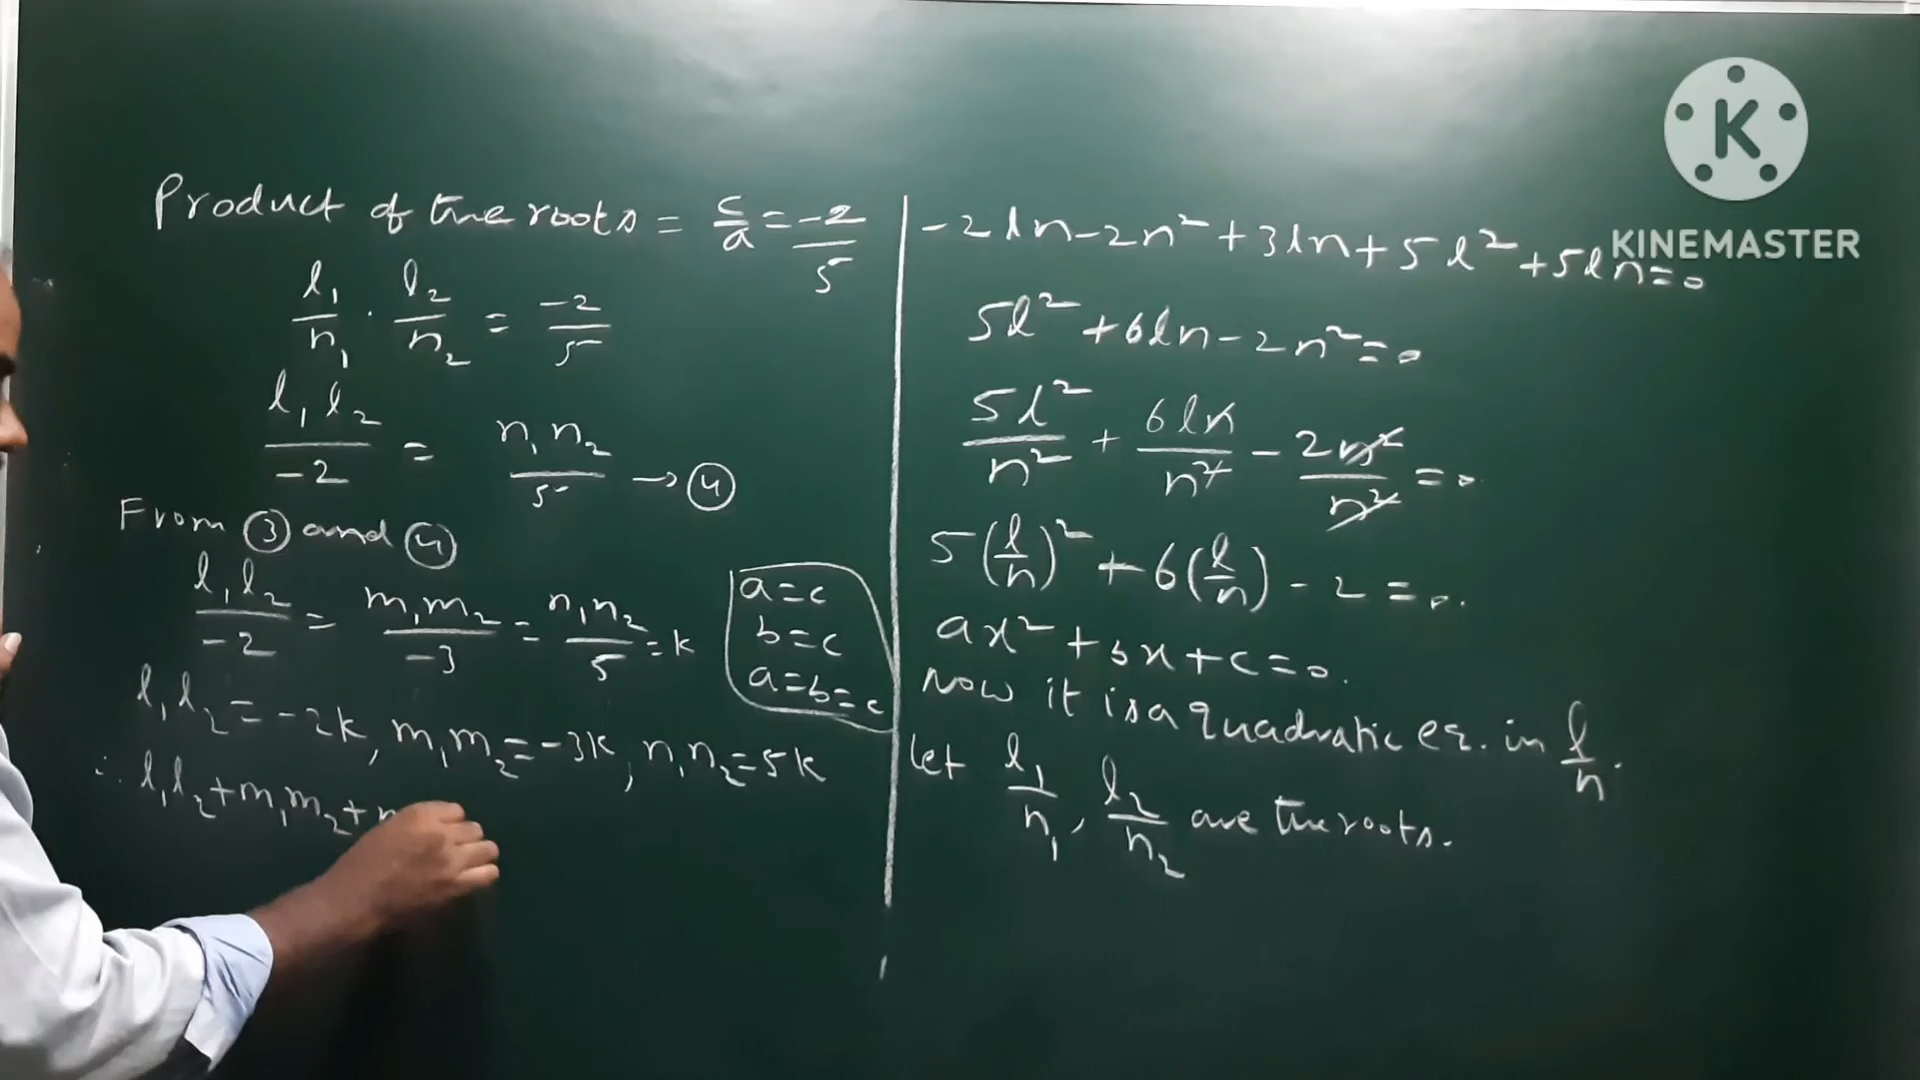 Product of the roots = c/a = -2/5
l₁/n₁ · l₂/n₂ = -2/5
l₁l₂/-2 = n₁n₂/5 → ④
From ③ and ④
l₁l₂/-2 = m₁m₂/-3 = n₁n₂/5 = k
a=c
b=c
a=b=c
l₁l₂ = -2k, m₁m₂ = -3k, n₁n₂ = 5k
∴ l₁l₂ + m₁m₂ + n
-2ln - 2n² + 3ln + 5l² + 5ln = 0
5l² + 6ln - 2n² = 0
5l²/n² + 6ln/n² - 2n²/n² = 0
5(l/n)² + 6(l/n) - 2 = 0.
ax² + bx + c = 0.
Now it is a quadratic eq. in l/n.
let l₁/n₁, l₂/n₂ are the roots.
K
KINEMASTER